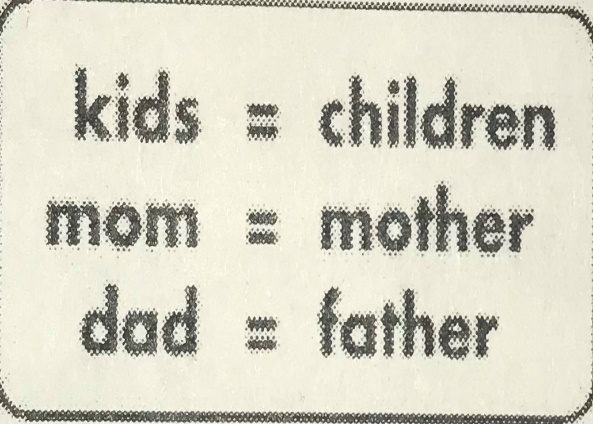 kids = children
mom = mother
dad = father